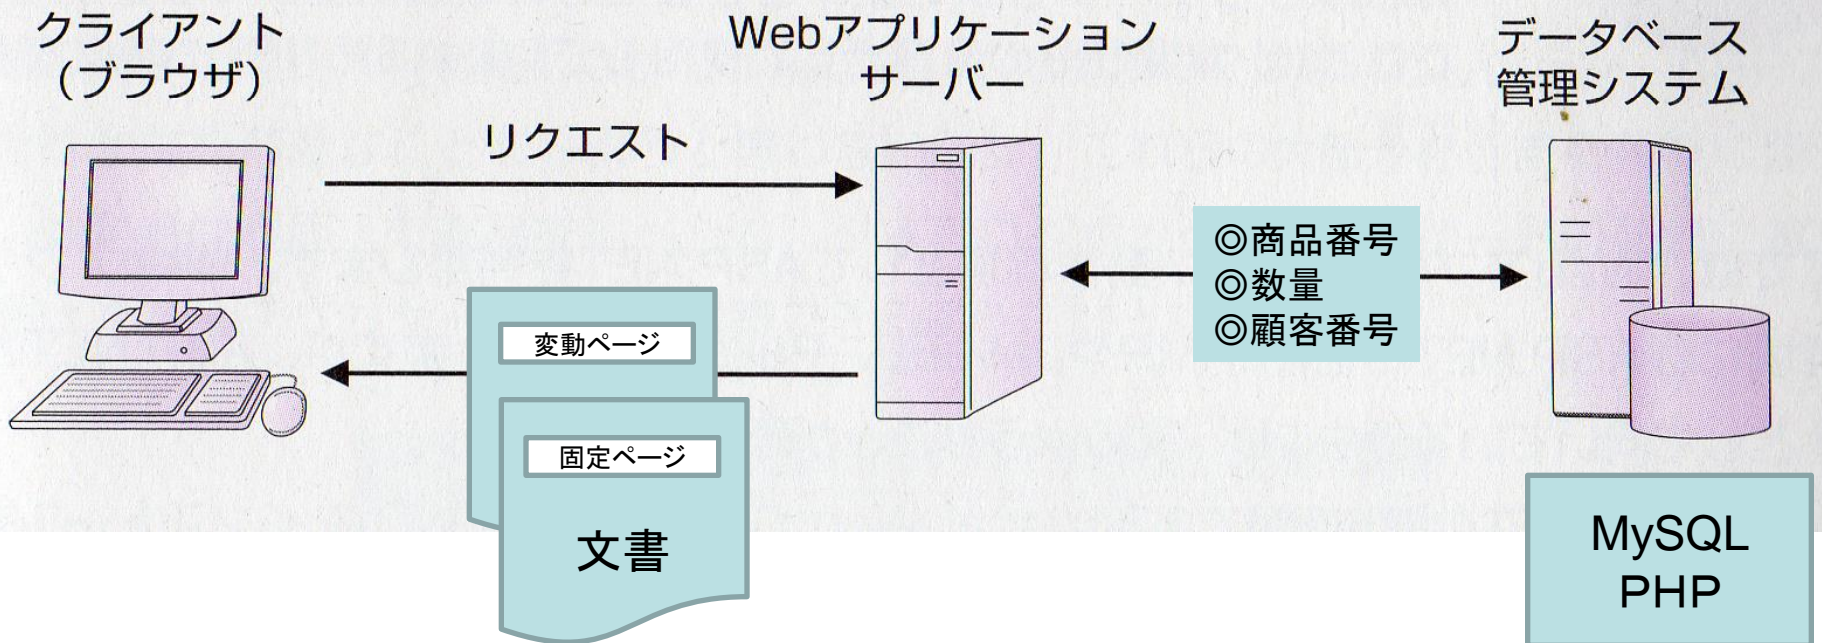 クライアント
(ブラウザ)
Webアプリケーション
サーバー
データベース
管理システム
リクエスト
◎商品番号
◎数量
◎顧客番号
変動ページ
固定ページ
文書
MySQL
PHP